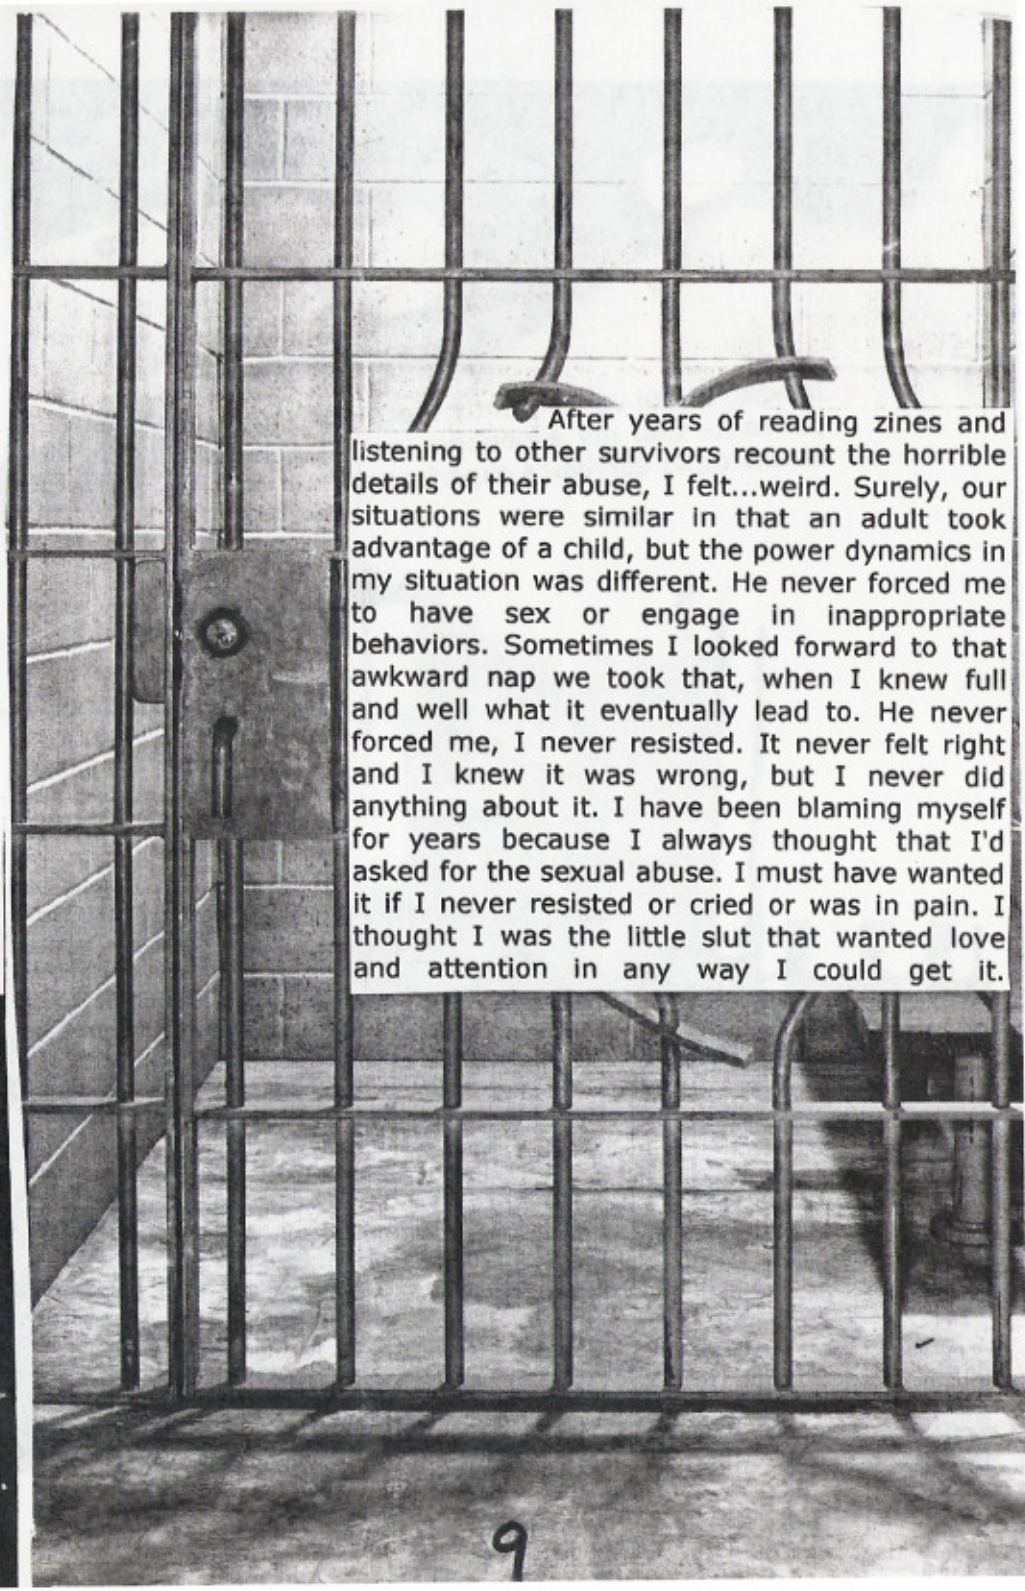 After years of reading zines and
listening to other survivors recount the horrible
details of their abuse, I felt...weird. Surely, our
situations were similar in that an adult took
advantage of a child, but the power dynamics in
my situation was different. He never forced me
to have sex or engage in inappropriate
behaviors. Sometimes I looked forward to that
awkward nap we took that, when I knew full
and well what it eventually lead to. He never
forced me, I never resisted. It never felt right
and I knew it was wrong, but I never did
anything about it. I have been blaming myself
for years because I always thought that I'd
asked for the sexual abuse. I must have wanted
it if I never resisted or cried or was in pain. I
thought I was the little slut that wanted love
and attention in any way I could get it.
9